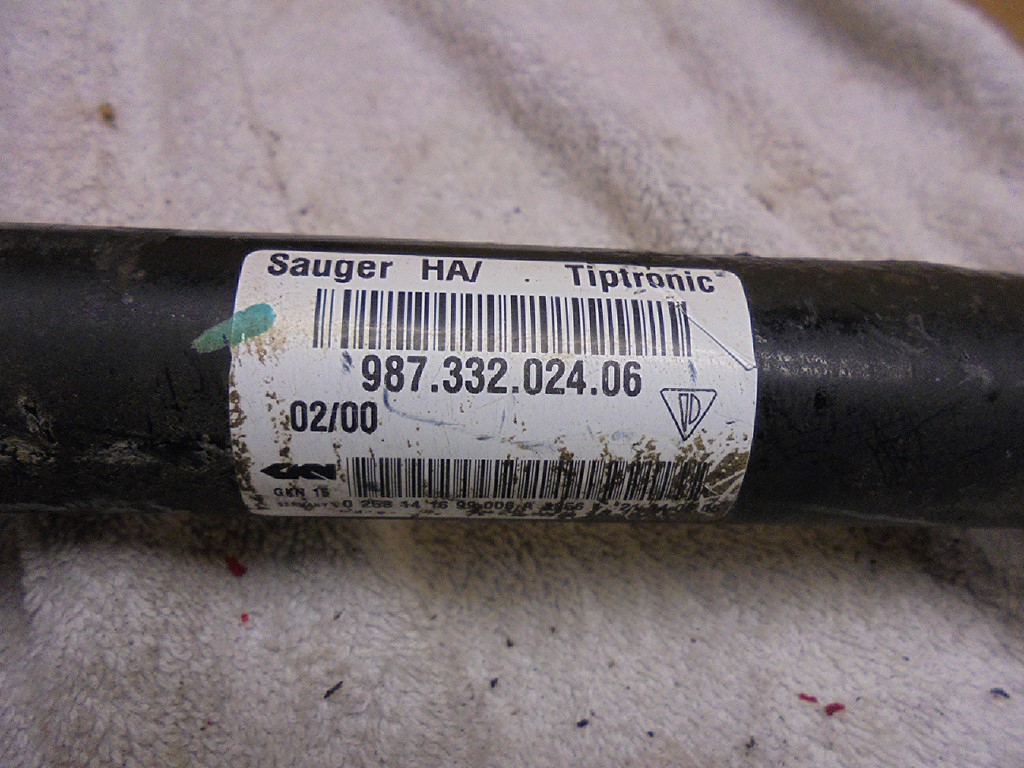 Sauger HA/ Tiptronic
987.332.024.06
02/00
GKN